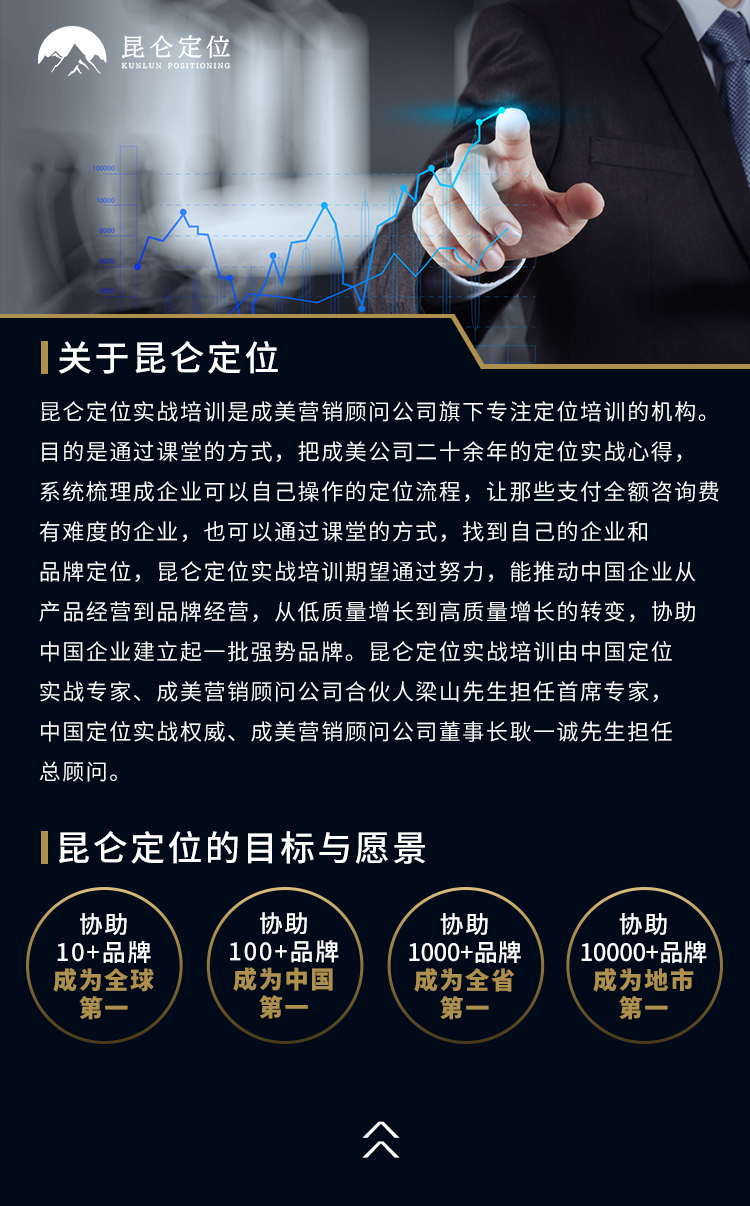 昆仑定位
KUNLUN POSITIONING
100000
10000
8000
关于昆仑定位
昆仑定位实战培训是成美营销顾问公司旗下专注定位培训的机构。
目的是通过课堂的方式，把成美公司二十余年的定位实战心得，
系统梳理成企业可以自己操作的定位流程，让那些支付全额咨询费
有难度的企业，也可以通过课堂的方式，找到自己的企业和
品牌定位，昆仑定位实战培训期望通过努力，能推动中国企业从
产品经营到品牌经营，从低质量增长到高质量增长的转变，协助
中国企业建立起一批强势品牌。昆仑定位实战培训由中国定位
实战专家、成美营销顾问公司合伙人梁山先生担任首席专家，
中国定位实战权威、成美营销顾问公司董事长耿一诚先生担任
总顾问。
昆仑定位的目标与愿景
协助
10+品牌
成为全球
第一
协助
100+品牌
成为中国
第一
协助
1000+品牌
成为全省
第一
协助
10000+品牌
成为地市
第一